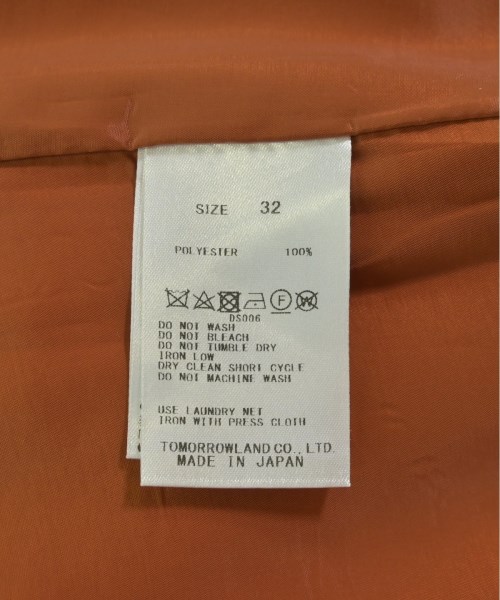 SIZE 32
POLYESTER 100%
F W
DS006
DO NOT WASH
DO NOT BLEACH
DO NOT TUMBLE DRY
IRON LOW
DRY CLEAN SHORT CYCLE
DO NOT MACHINE WASH
USE LAUNDRY NET
IRON WITH PRESS CLOTH
TOMORROWLAND CO., LTD.
MADE IN JAPAN